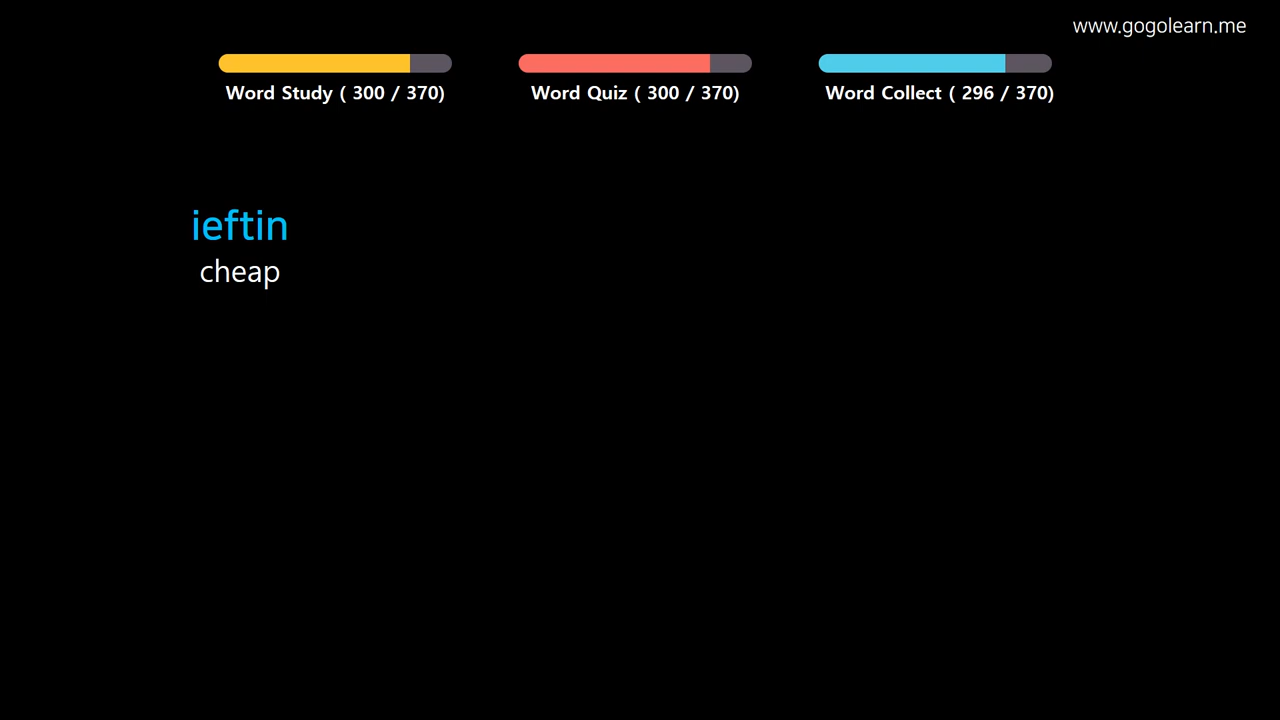 www.gogolearn.me
Word Study ( 300 / 370)
Word Quiz ( 300 / 370)
Word Collect ( 296 / 370)
ieftin
cheap